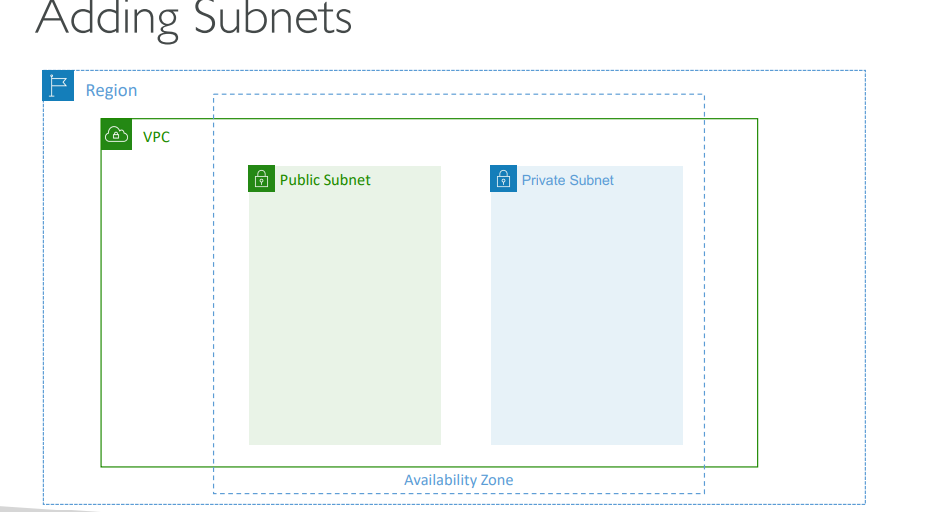 Adding Subnets
Region
VPC
Public Subnet
Private Subnet
Availability Zone